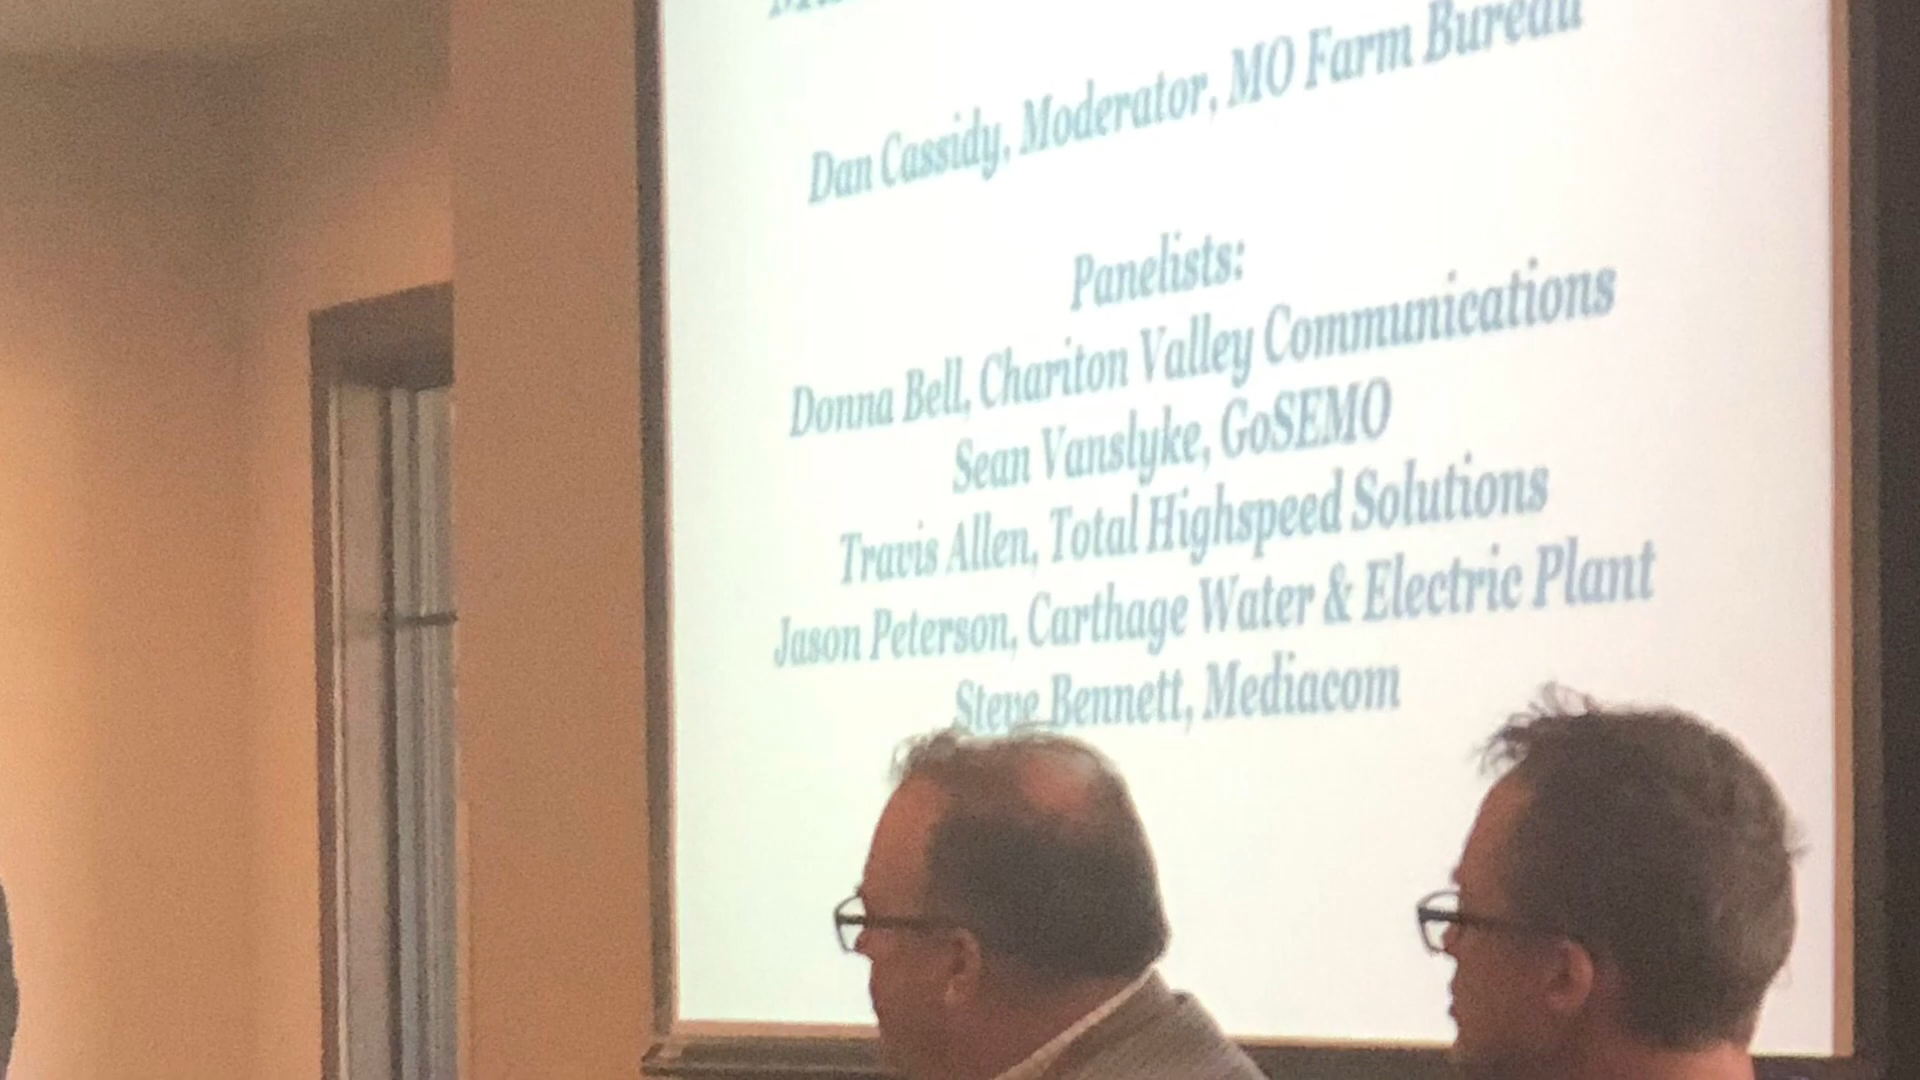 Dan Cassidy, Moderator, MO Farm Bureau
Panelists:
Donna Bell, Chariton Valley Communications
Sean Vanslyke, GoSEMO
Travis Allen, Total Highspeed Solutions
Jason Peterson, Carthage Water & Electric Plant
Steve Bennett, Mediacom